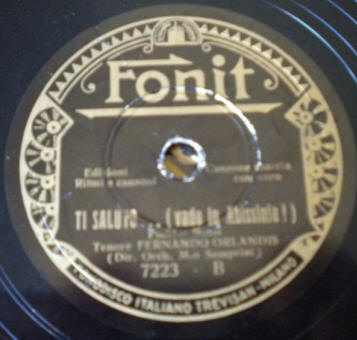 Fonit
Edizioni
Ritmi e canzoni
Canzone marcia
con coro
TI SALUTO ... (vado in Abissinia!)
Tenore FERNANDO ORLANDIS
(Dir. Orch. M.o Semprini)
7223 - B
FONODISCO ITALIANO TREVISAN - MILANO